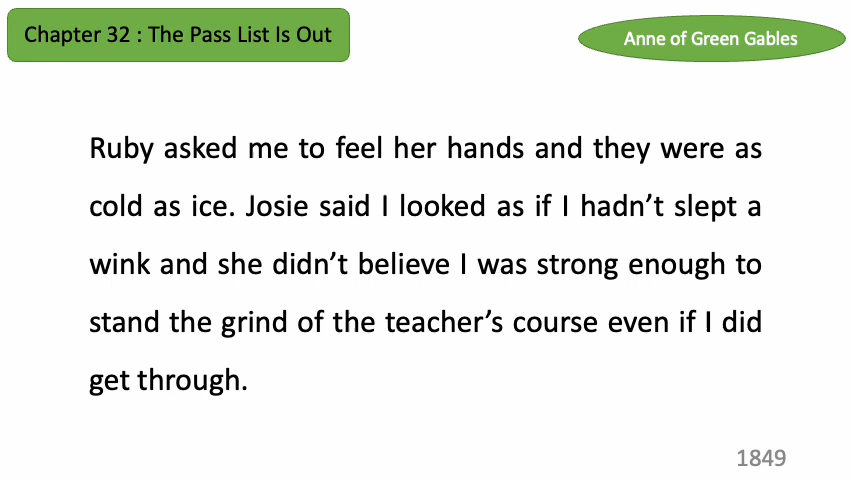 Chapter 32 : The Pass List Is Out
Anne of Green Gables
Ruby asked me to feel her hands and they were as
cold as ice. Josie said I looked as if I hadn’t slept a
wink and she didn’t believe I was strong enough to
stand the grind of the teacher’s course even if I did
get through.
1849